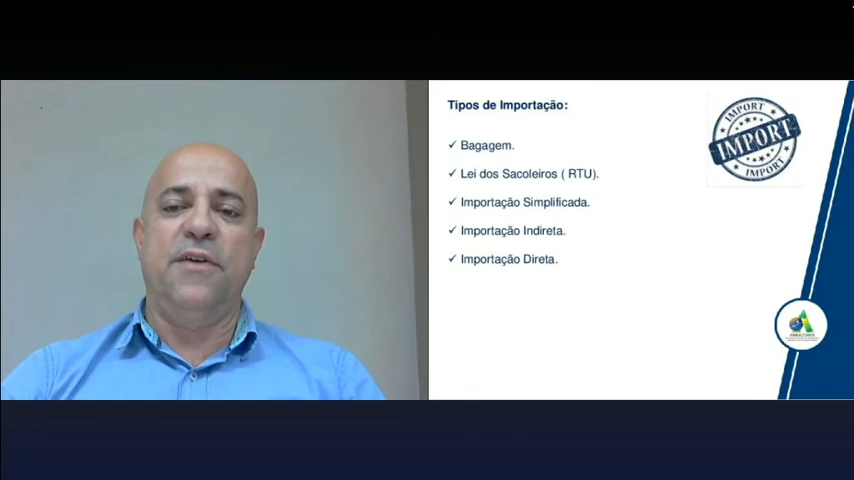 Tipos de Importação:
IMPORT
IMPORT
IMPORT
✓ Bagagem.
✓ Lei dos Sacoleiros ( RTU).
✓ Importação Simplificada.
✓ Importação Indireta.
✓ Importação Direta.